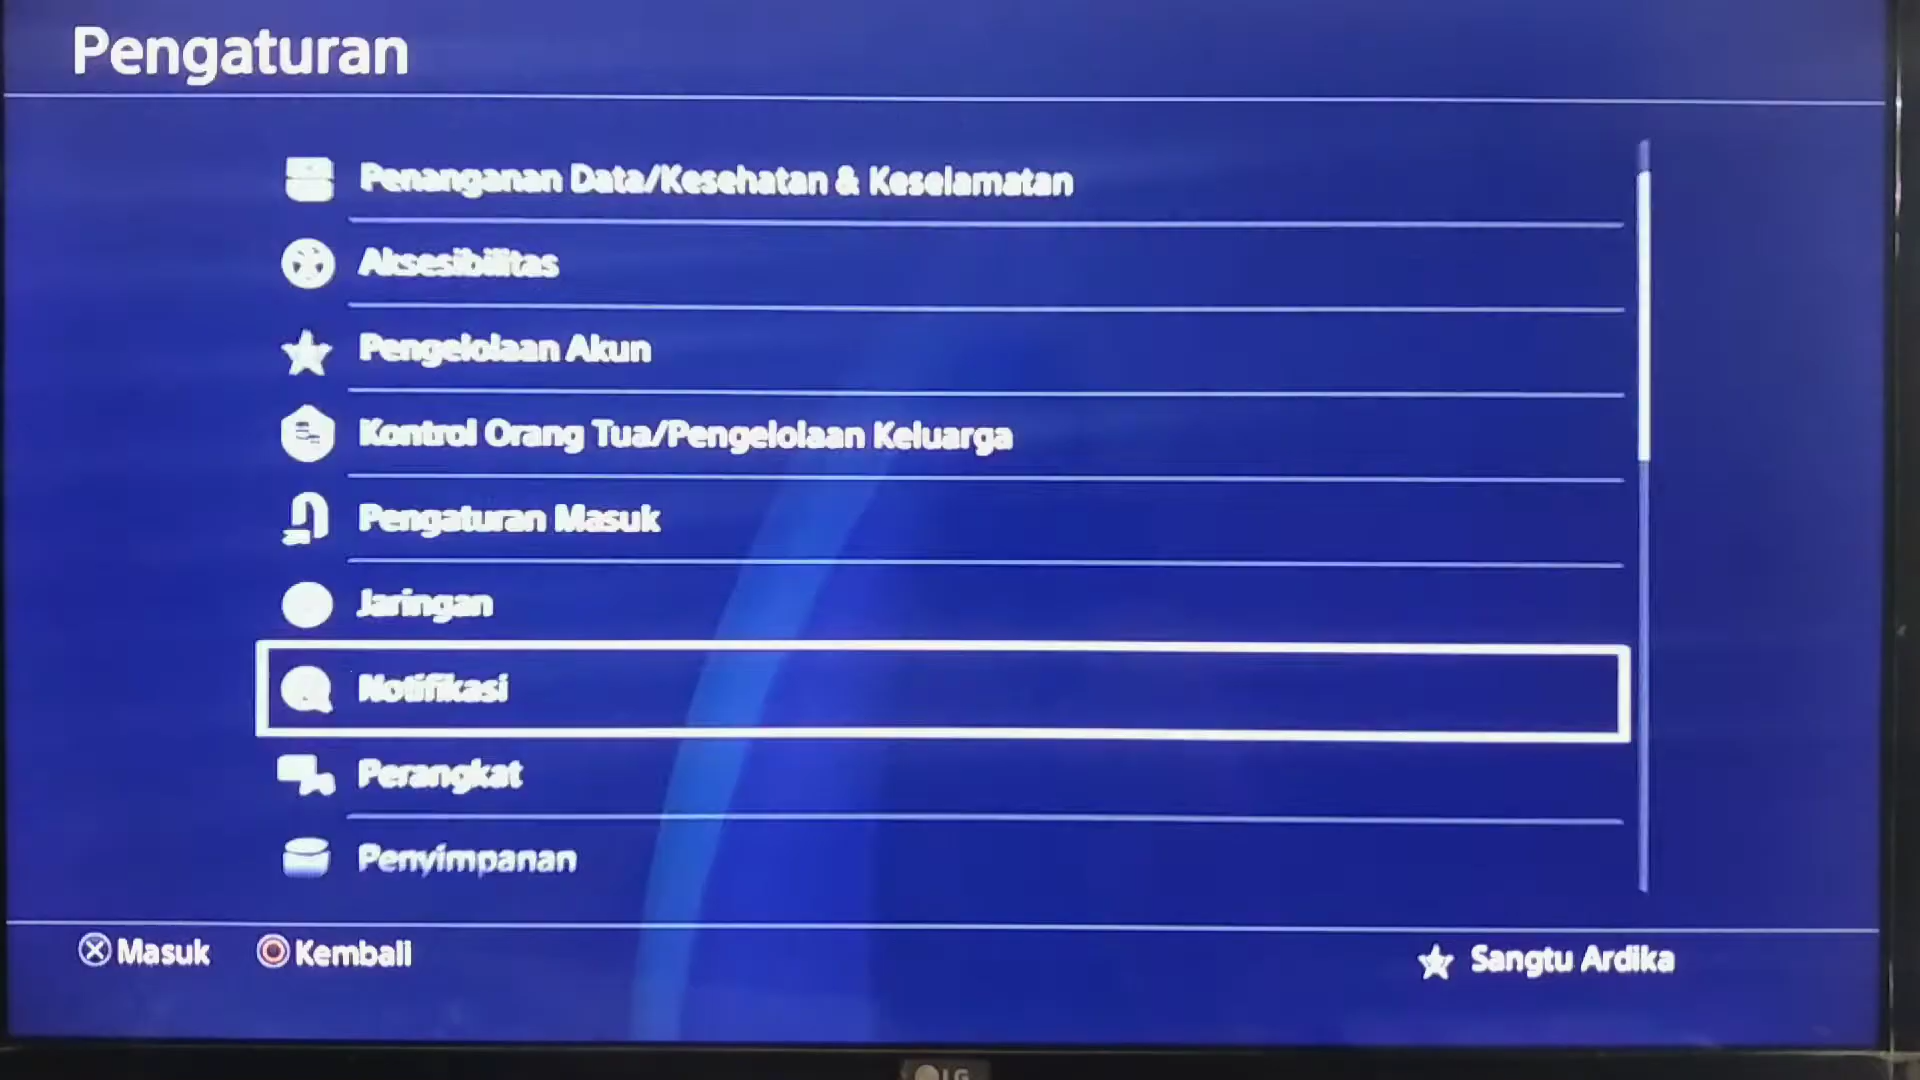 Pengaturan
Penanganan Data/Kesehatan & Keselamatan
Aksesibilitas
Pengelolaan Akun
Kontrol Orang Tua/Pengelolaan Keluarga
Pengaturan Masuk
Jaringan
Notifikasi
Perangkat
Penyimpanan
Masuk Kembali
Sangtu Ardika
LG